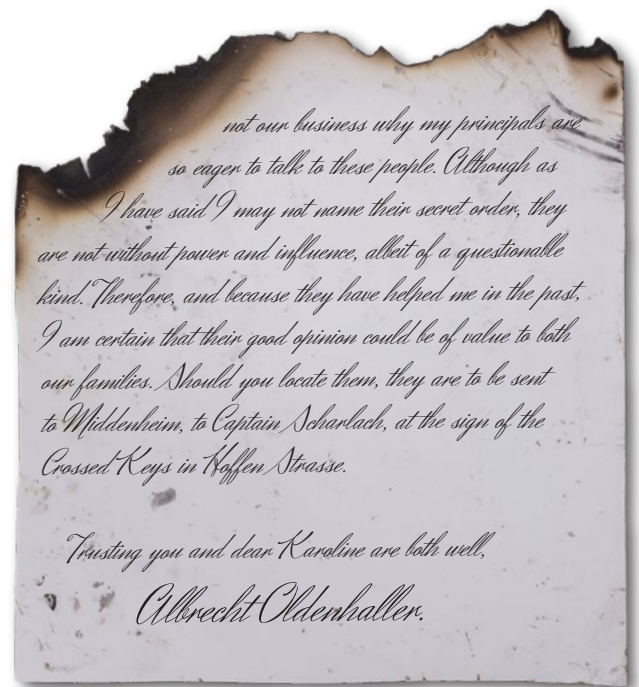 not our business why my principals are
so eager to talk to these people. Although as
I have said I may not name their secret order, they
are not without power and influence, albeit of a questionable
kind. Therefore, and because they have helped me in the past,
I am certain that their good opinion could be of value to both
our families. Should you locate them, they are to be sent
to Middenheim, to Captain Scharlach, at the sign of the
Crossed Keys in Hoffen Strasse.
Trusting you and dear Karoline are both well,
Albrecht Oldenhaller.